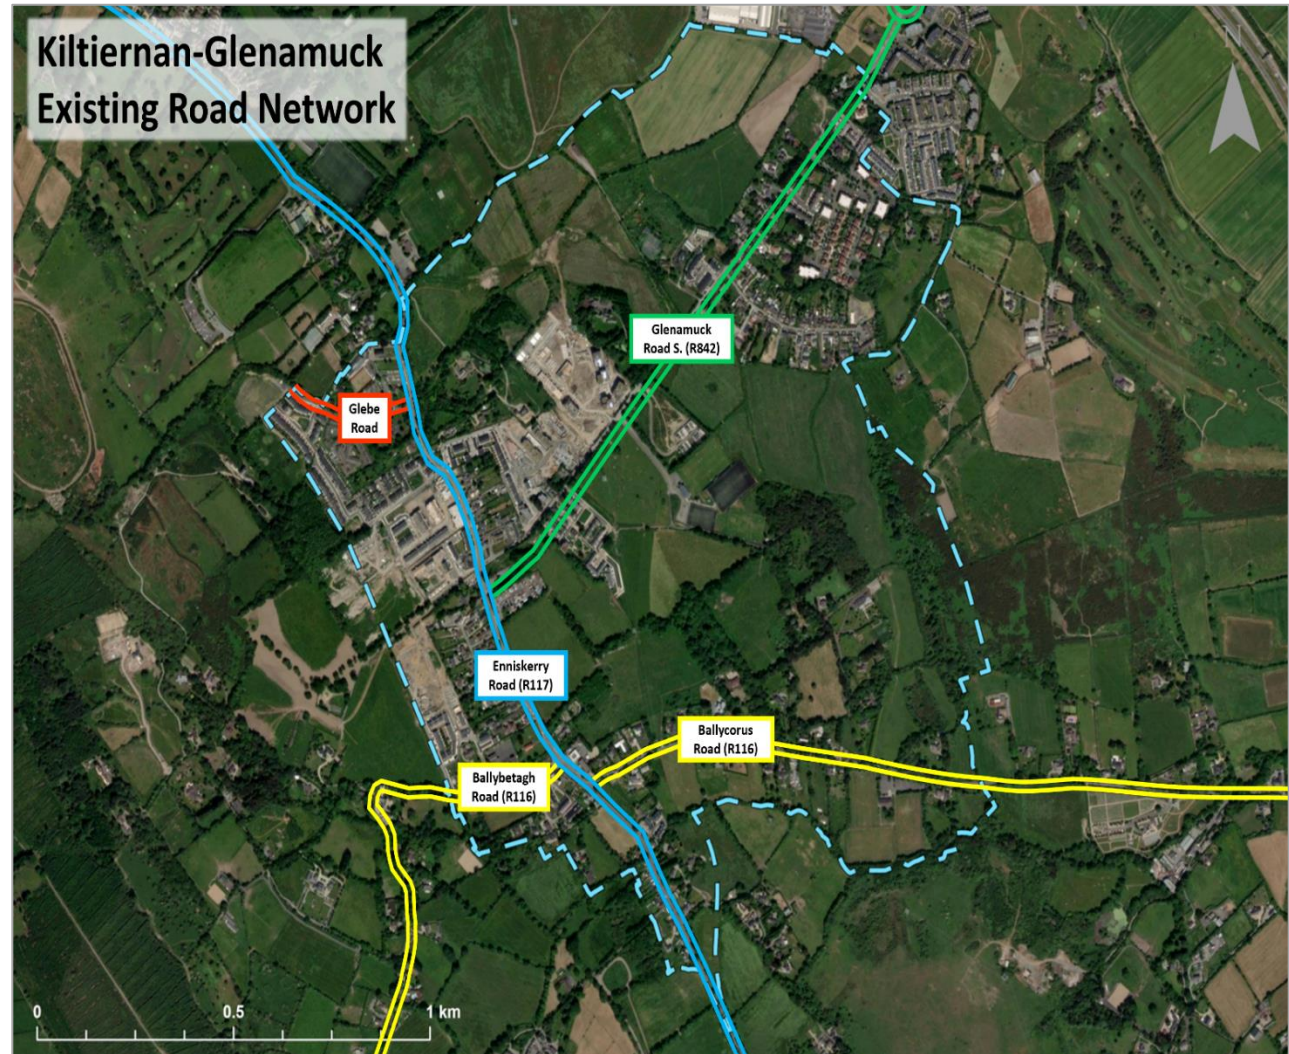 Kiltiernan-Glenamuck
Existing Road Network
N
Glenamuck
Road S. (R842)
Glebe
Road
Enniskerry
Road (R117)
Ballycorus
Road (R116)
Ballybetagh
Road (R116)
0 0.5 1 km